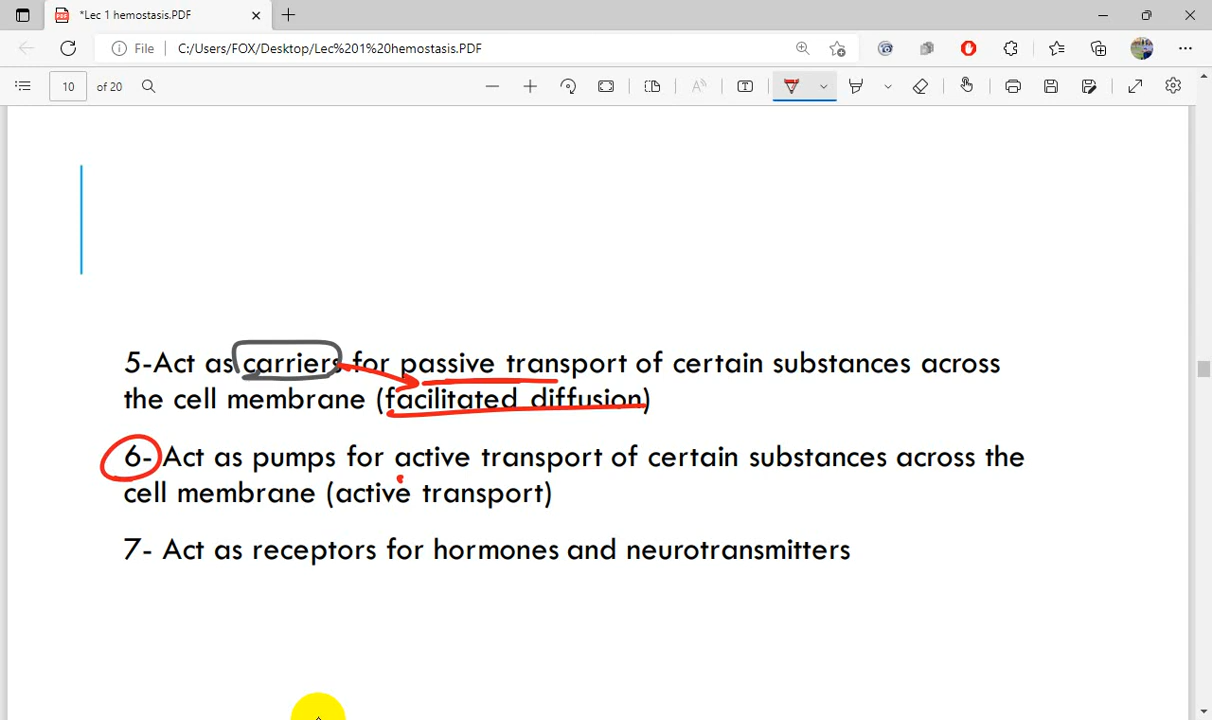 *Lec 1 hemostasis.PDF
File | C:/Users/FOX/Desktop/Lec%201%20hemostasis.PDF
10 of 20
5-Act as carriers for passive transport of certain substances across
the cell membrane (facilitated diffusion)
6- Act as pumps for active transport of certain substances across the
cell membrane (active transport)
7- Act as receptors for hormones and neurotransmitters